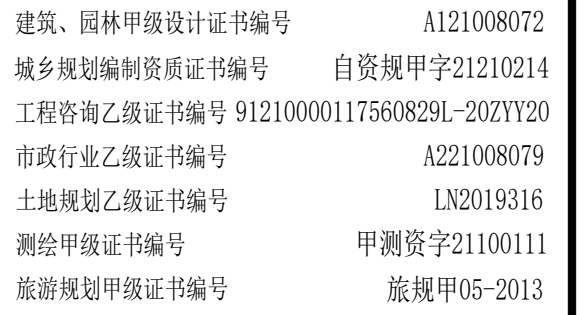 建筑、园林甲级设计证书编号 A121008072
城乡规划编制资质证书编号 自资规甲字21210214
工程咨询乙级证书编号 91210000117560829L-20ZYY20
市政行业乙级证书编号 A221008079
土地规划乙级证书编号 LN2019316
测绘甲级证书编号 甲测资字21100111
旅游规划甲级证书编号 旅规甲05-2013